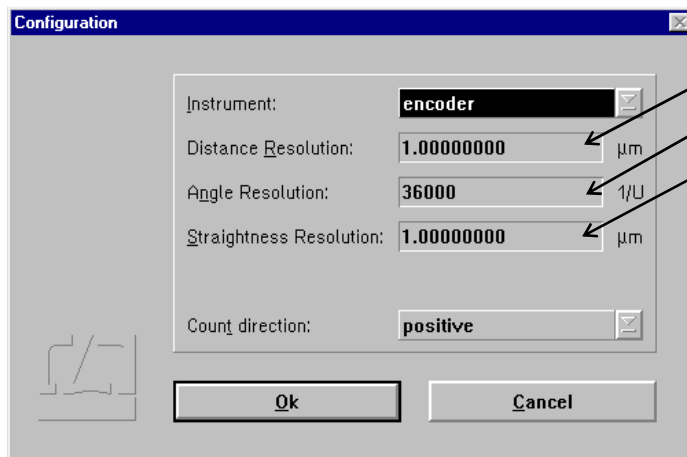 Configuration
Instrument: encoder
Distance Resolution: 1.00000000 µm
Angle Resolution: 36000 1/U
Straightness Resolution: 1.00000000 µm
Count direction: positive
Ok Cancel